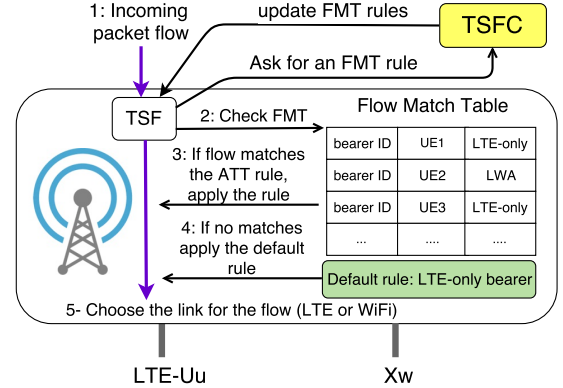 1: Incoming
packet flow
update FMT rules
TSFC
Ask for an FMT rule
TSF
2: Check FMT
Flow Match Table
bearer ID UE1 LTE-only
bearer ID UE2 LWA
bearer ID UE3 LTE-only
... .... ....
3: If flow matches
the ATT rule,
apply the rule
4: If no matches
apply the default
rule
Default rule: LTE-only bearer
5- Choose the link for the flow (LTE or WiFi)
LTE-Uu
Xw